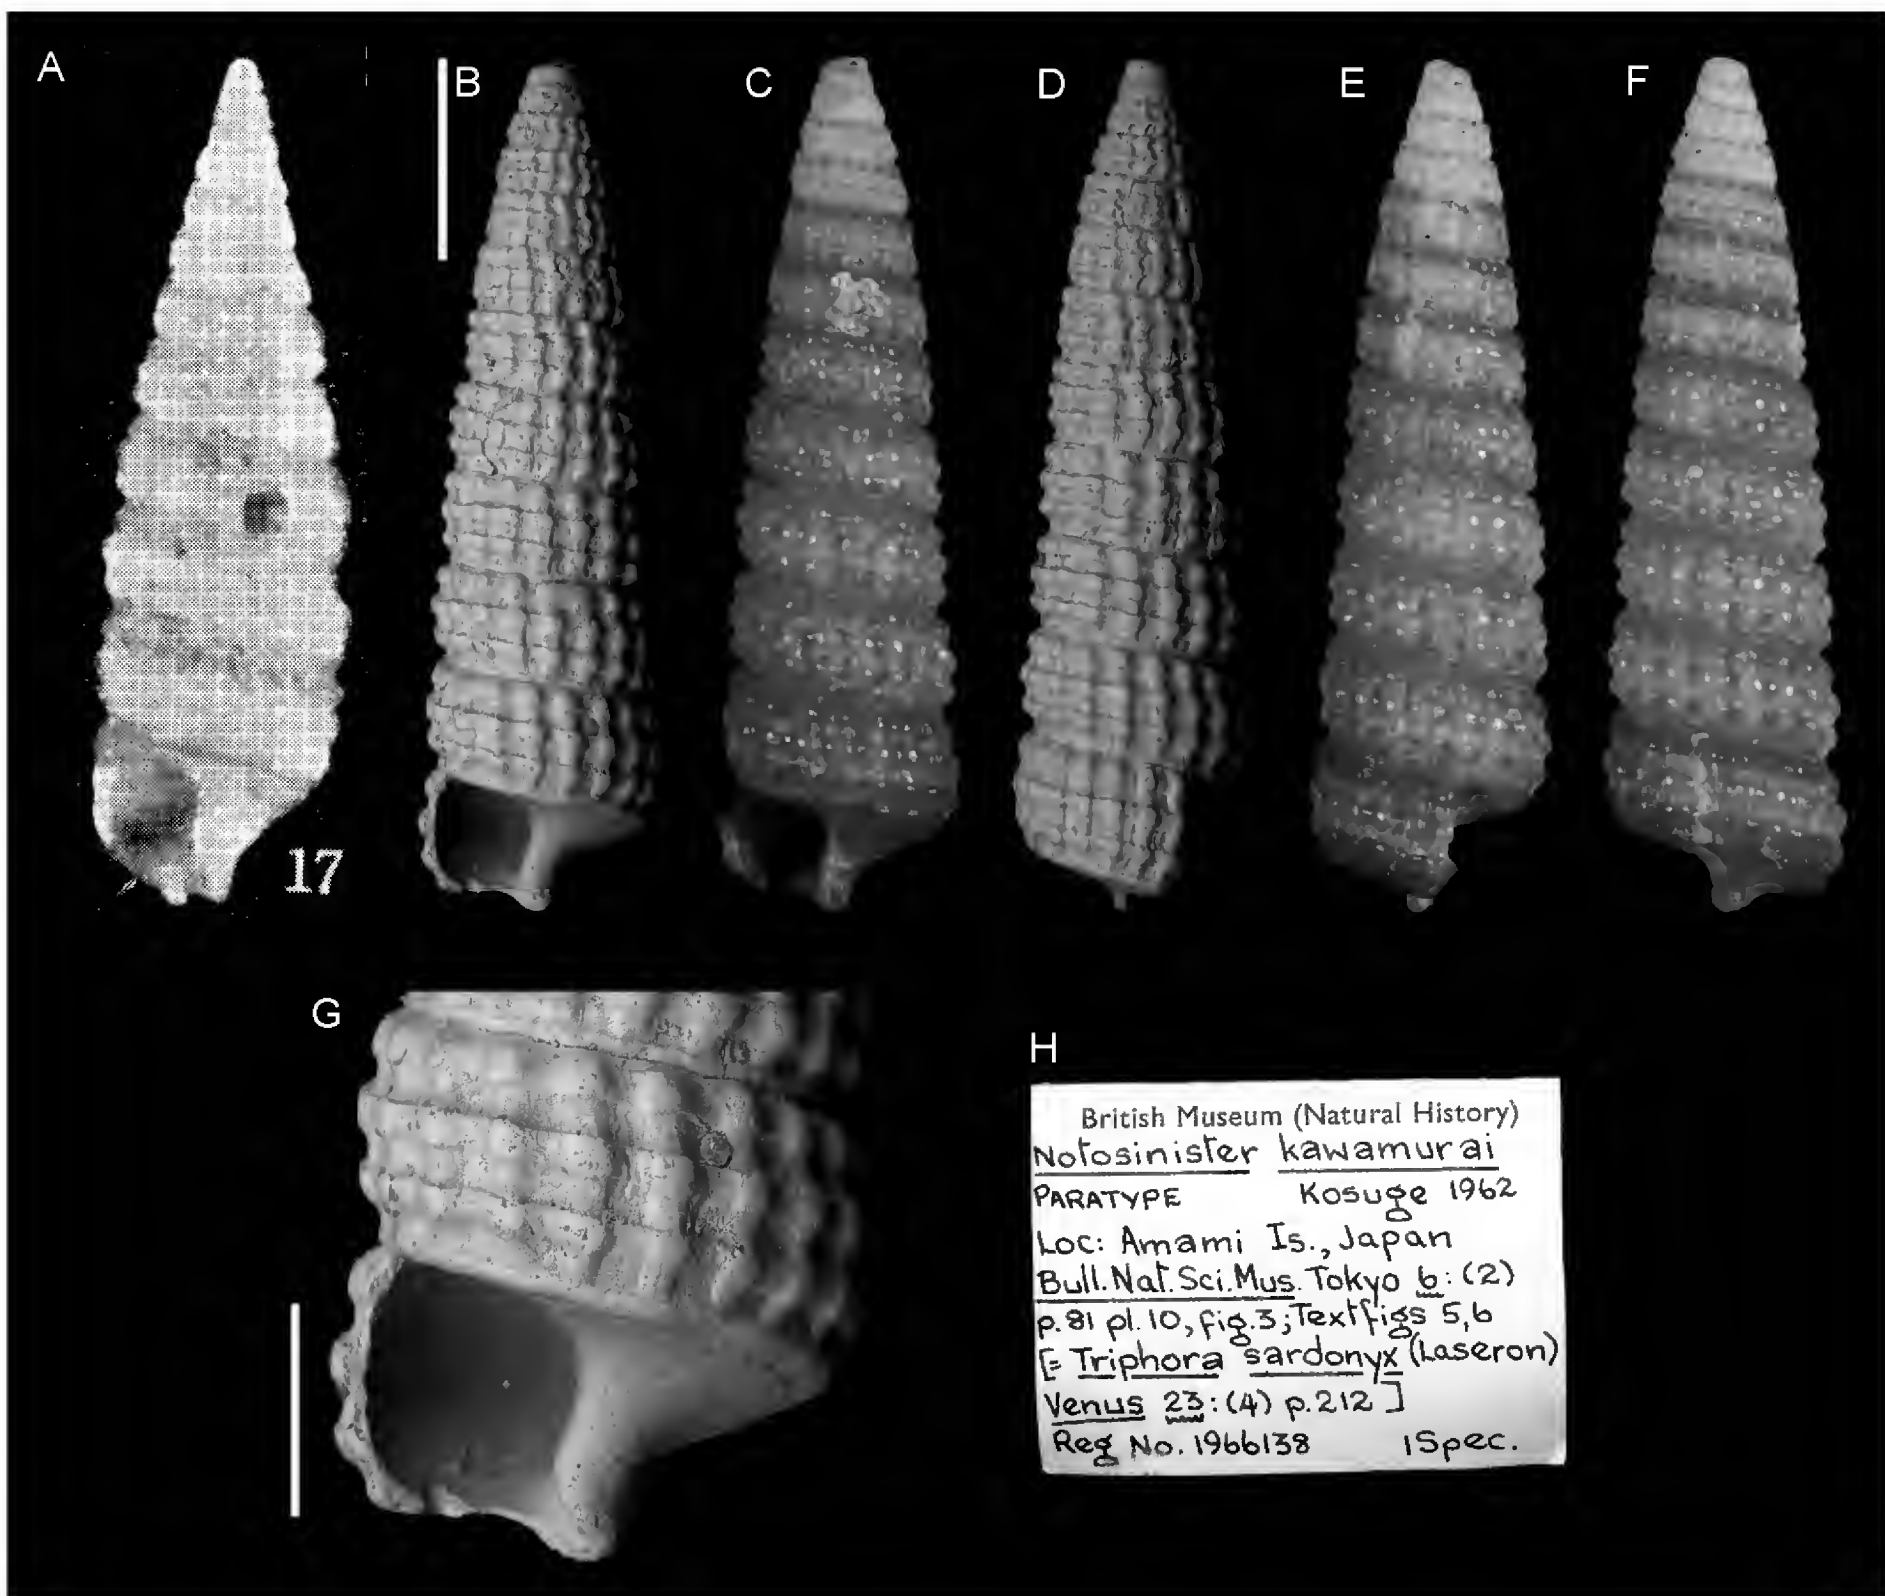 A
B
C
D
E
F
17
G
H
British Museum (Natural History)
Notosinister kawamurai
PARATYPE Kosuge 1962
Loc: Amami Is., Japan
Bull. Nat. Sci. Mus. Tokyo 6: (2)
p.81 pl.10, fig.3; Textfigs 5,6
[= Triphora sardonyx (Laseron)
Venus 23: (4) p.212]
Reg No. 1966138 1 Spec.